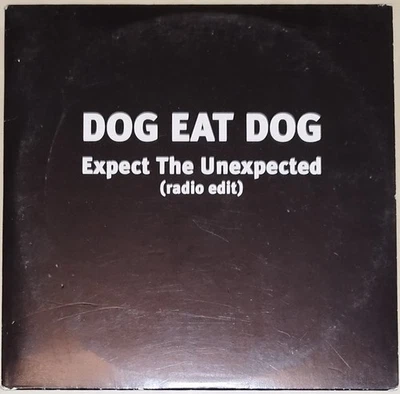 DOG EAT DOG
Expect The Unexpected
(radio edit)